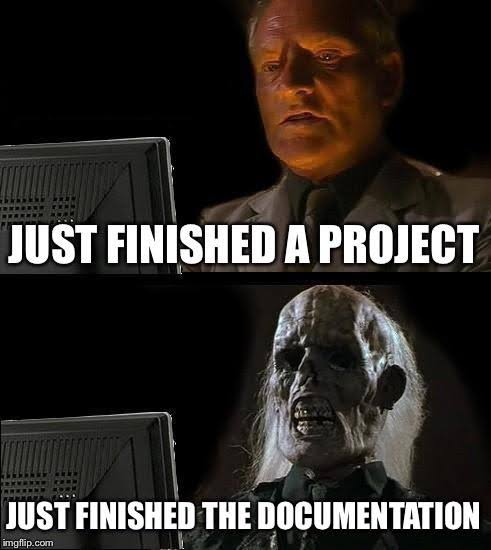 JUST FINISHED A PROJECT
JUST FINISHED THE DOCUMENTATION
imgflip.com